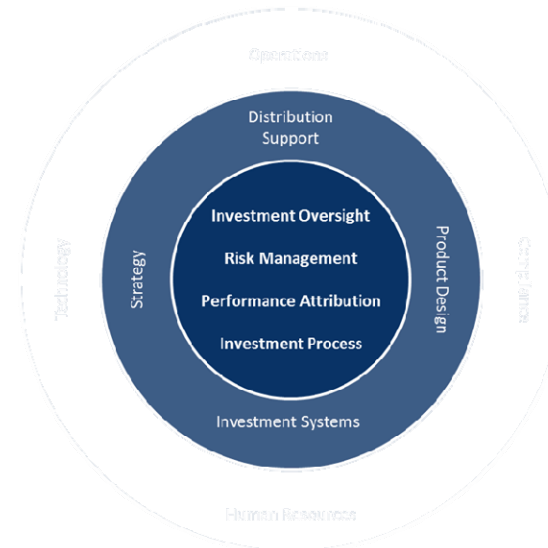 Operations
Distribution
Support
Investment Oversight
Risk Management
Performance Attribution
Investment Process
Strategy
Product Design
Technology
Compliance
Investment Systems
Human Resources